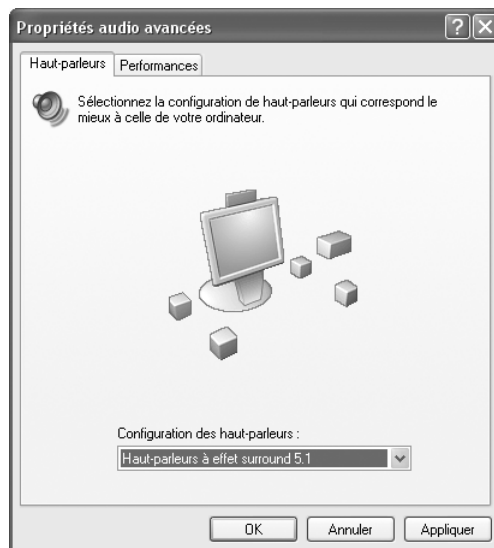 Propriétés audio avancées
Haut-parleurs Performances
Sélectionnez la configuration de haut-parleurs qui correspond le
mieux à celle de votre ordinateur.
Configuration des haut-parleurs :
Haut-parleurs à effet surround 5.1
OK Annuler Appliquer